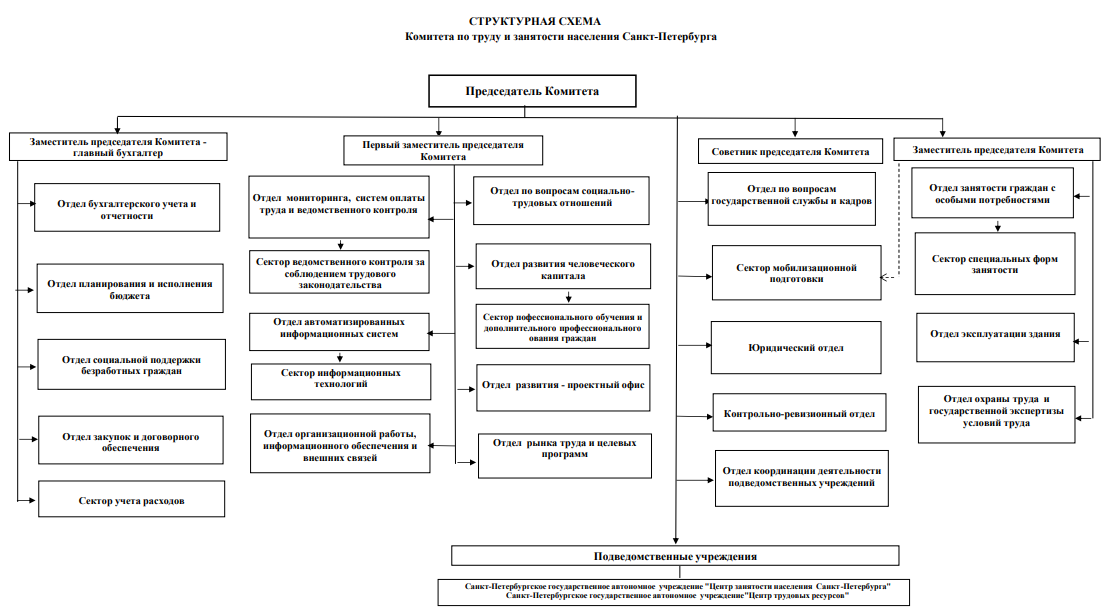 СТРУКТУРНАЯ СХЕМА
Комитета по труду и занятости населения Санкт-Петербурга
Председатель Комитета
Заместитель председателя Комитета -
главный бухгалтер
Отдел бухгалтерского учета и
отчетности
Отдел планирования и исполнения
бюджета
Отдел социальной поддержки
безработных граждан
Отдел закупок и договорного
обеспечения
Сектор учета расходов
Первый заместитель председателя
Комитета
Отдел мониторинга, систем оплаты
труда и ведомственного контроля
Сектор ведомственного контроля за
соблюдением трудового
законодательства
Отдел автоматизированных
информационных систем
Сектор информационных
технологий
Отдел организационной работы,
информационного обеспечения и
внешних связей
Отдел по вопросам социально-
трудовых отношений
Отдел развития человеческого
капитала
Сектор пофессионального обучения и
дополнительного профессионального
ования граждан
Отдел развития - проектный офис
Отдел рынка труда и целевых
программ
Советник председателя Комитета
Отдел по вопросам
государственной службы и кадров
Сектор мобилизационной
подготовки
Юридический отдел
Контрольно-ревизионный отдел
Отдел координации деятельности
подведомственных учреждений
Заместитель председателя Комитета
Отдел занятости граждан с
особыми потребностями
Сектор специальных форм
занятости
Отдел эксплуатации здания
Отдел охраны труда и
государственной экспертизы
условий труда
Подведомственные учреждения
Санкт-Петербургское государственное автономное учреждение "Центр занятости населения Санкт-Петербурга"
Санкт-Петербургское государственное автономное учреждение"Центр трудовых ресурсов"